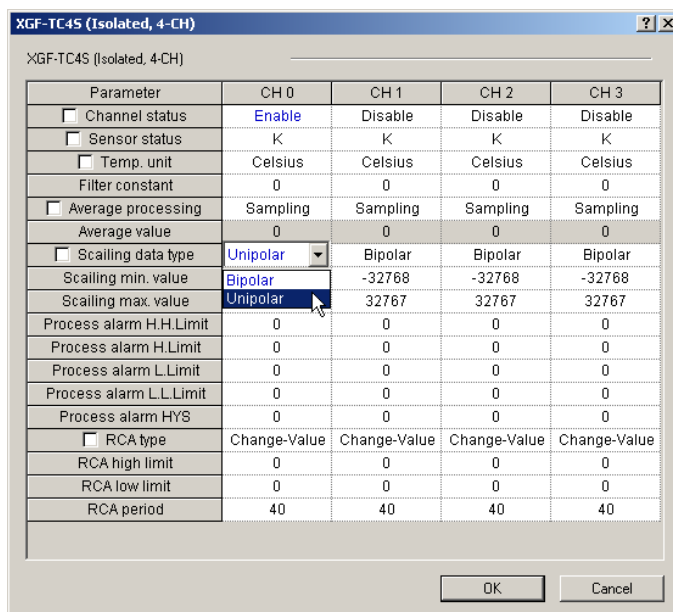 XGF-TC4S (Isolated, 4-CH)
XGF-TC4S (Isolated, 4-CH)
Parameter CH 0 CH 1 CH 2 CH 3
Channel status Enable Disable Disable Disable
Sensor status K K K K
Temp. unit Celsius Celsius Celsius Celsius
Filter constant 0 0 0 0
Average processing Sampling Sampling Sampling Sampling
Average value 0 0 0 0
Scailing data type Unipolar Bipolar Bipolar Bipolar
Scailing min. value Bipolar -32768 -32768 -32768
Scailing max. value Unipolar 32767 32767 32767
Process alarm H.H.Limit 0 0 0 0
Process alarm H.Limit 0 0 0 0
Process alarm L.Limit 0 0 0 0
Process alarm L.L.Limit 0 0 0 0
Process alarm HYS 0 0 0 0
RCA type Change-Value Change-Value Change-Value Change-Value
RCA high limit 0 0 0 0
RCA low limit 0 0 0 0
RCA period 40 40 40 40
OK Cancel